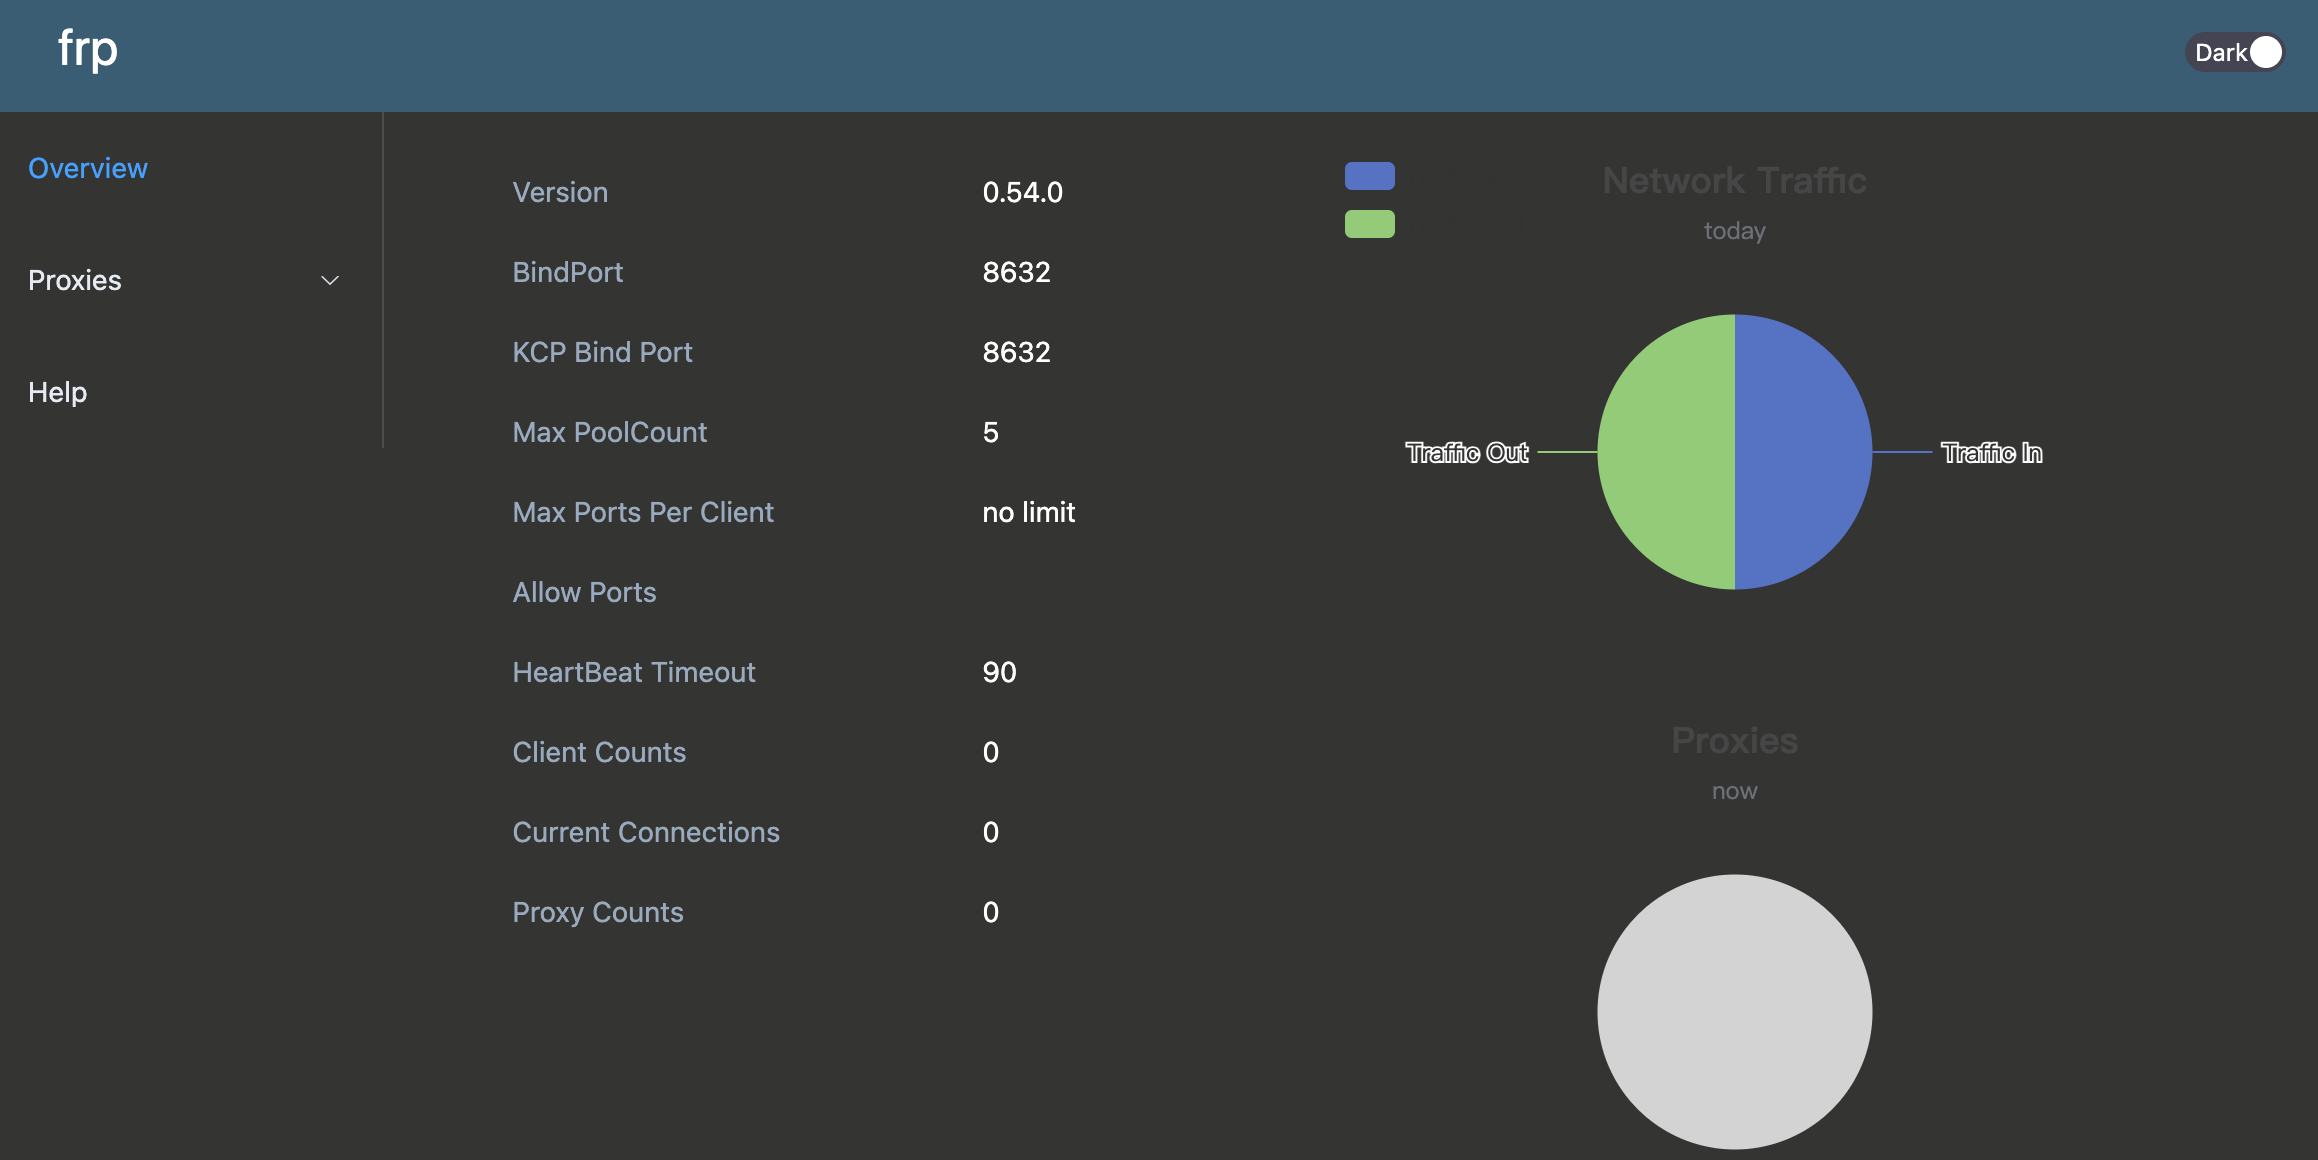 frp
Dark
Overview
Proxies
Help
Version 0.54.0
BindPort 8632
KCP Bind Port 8632
Max PoolCount 5
Max Ports Per Client no limit
Allow Ports
HeartBeat Timeout 90
Client Counts 0
Current Connections 0
Proxy Counts 0
Network Traffic
today
Traffic Out
Traffic In
Proxies
now